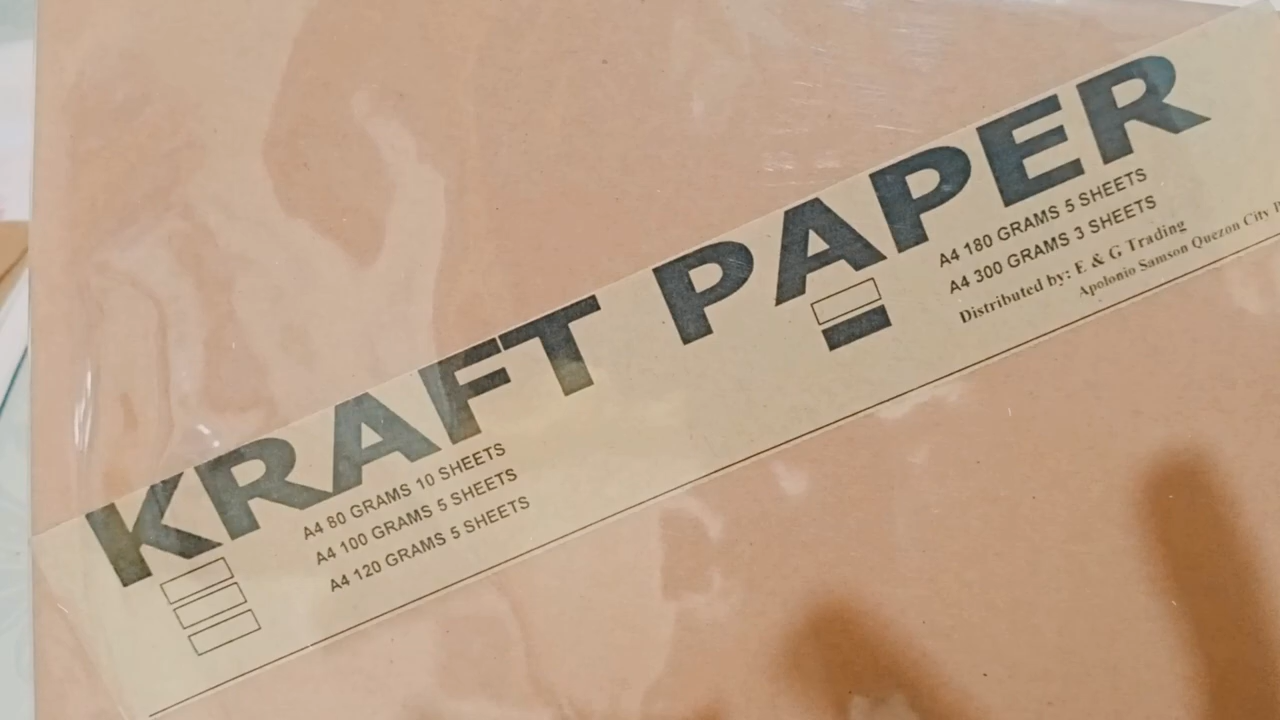 KRAFT PAPER
A4 80 GRAMS 10 SHEETS
A4 100 GRAMS 5 SHEETS
A4 120 GRAMS 5 SHEETS
A4 180 GRAMS 5 SHEETS
A4 300 GRAMS 3 SHEETS
Distributed by: E & G Trading
Apolonio Samson Quezon City